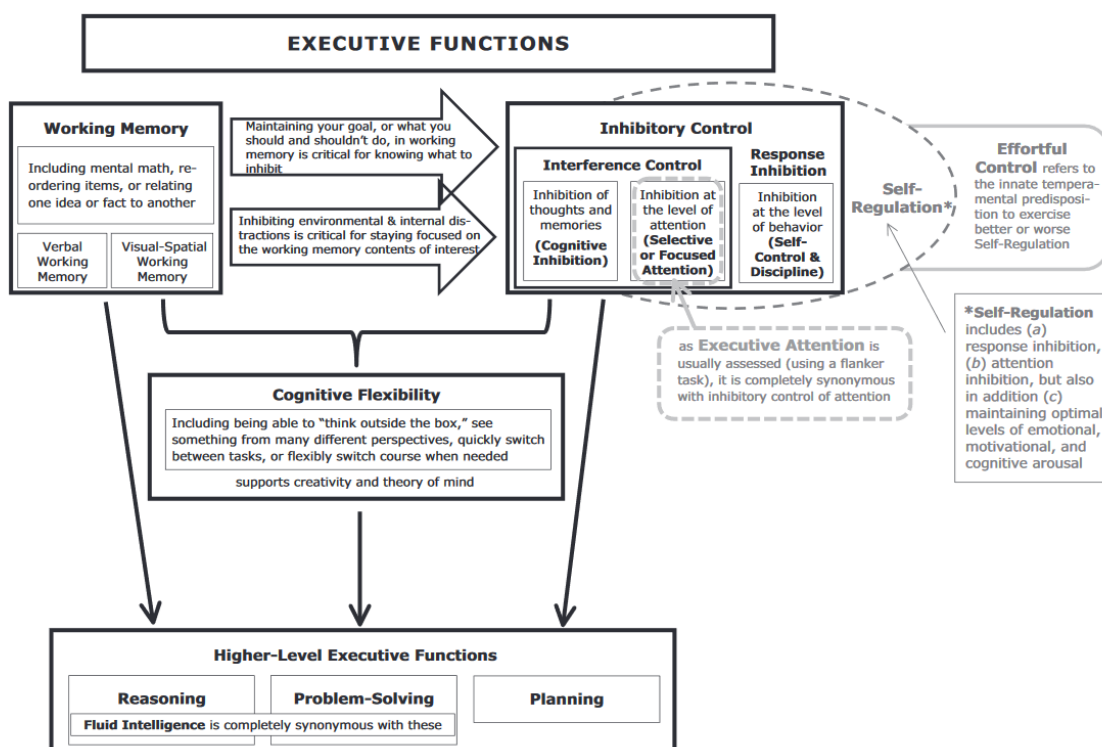 EXECUTIVE FUNCTIONS
Working Memory
Including mental math, re-
ordering items, or relating
one idea or fact to another
Verbal
Working
Memory
Visual-Spatial
Working
Memory
Maintaining your goal, or what you
should and shouldn't do, in working
memory is critical for knowing what to
inhibit
Inhibiting environmental & internal dis-
tractions is critical for staying focused on
the working memory contents of interest
Inhibitory Control
Interference Control
Inhibition of
thoughts and
memories
(Cognitive
Inhibition)
Inhibition at
the level of
attention
(Selective
or Focused
Attention)
Response
Inhibition
Inhibition
at the level
of behavior
(Self-
Control &
Discipline)
Self-
Regulation*
Effortful
Control refers to
the innate tempera-
mental predisposi-
tion to exercise
better or worse
Self-Regulation
as Executive Attention is
usually assessed (using a flanker
task), it is completely synonymous
with inhibitory control of attention
*Self-Regulation
includes (a)
response inhibition,
(b) attention
inhibition, but also
in addition (c)
maintaining optimal
levels of emotional,
motivational, and
cognitive arousal
Cognitive Flexibility
Including being able to “think outside the box,” see
something from many different perspectives, quickly switch
between tasks, or flexibly switch course when needed
supports creativity and theory of mind
Higher-Level Executive Functions
Reasoning
Problem-Solving
Planning
Fluid Intelligence is completely synonymous with these